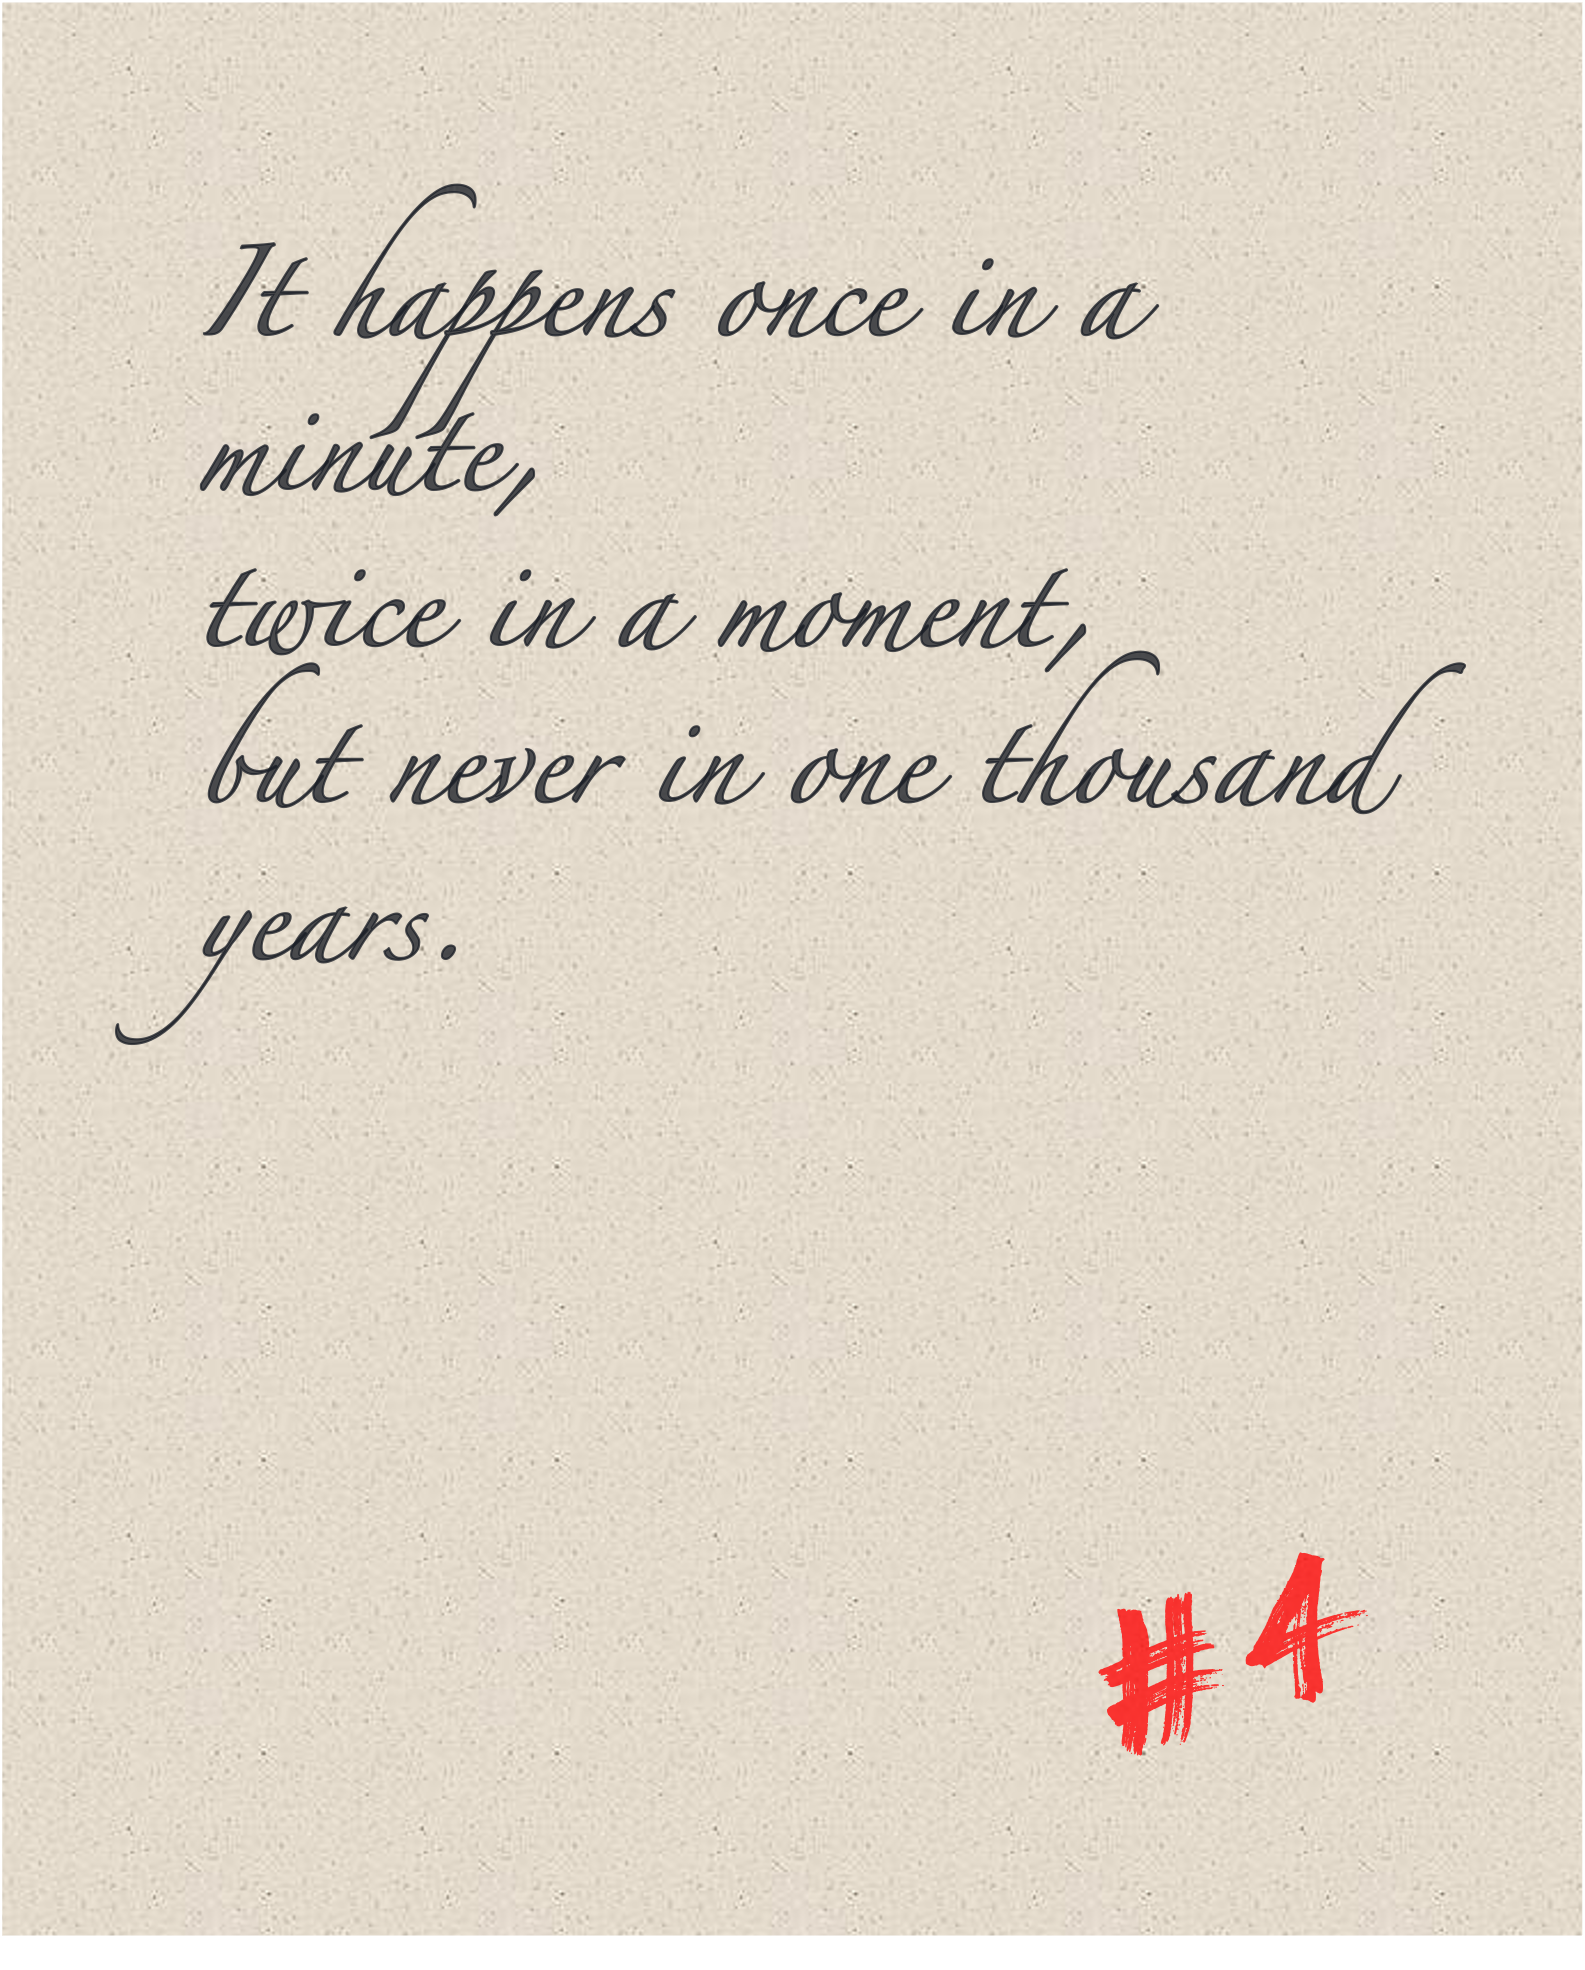 It happens once in a
minute,
twice in a moment,
but never in one thousand
years.
# 4